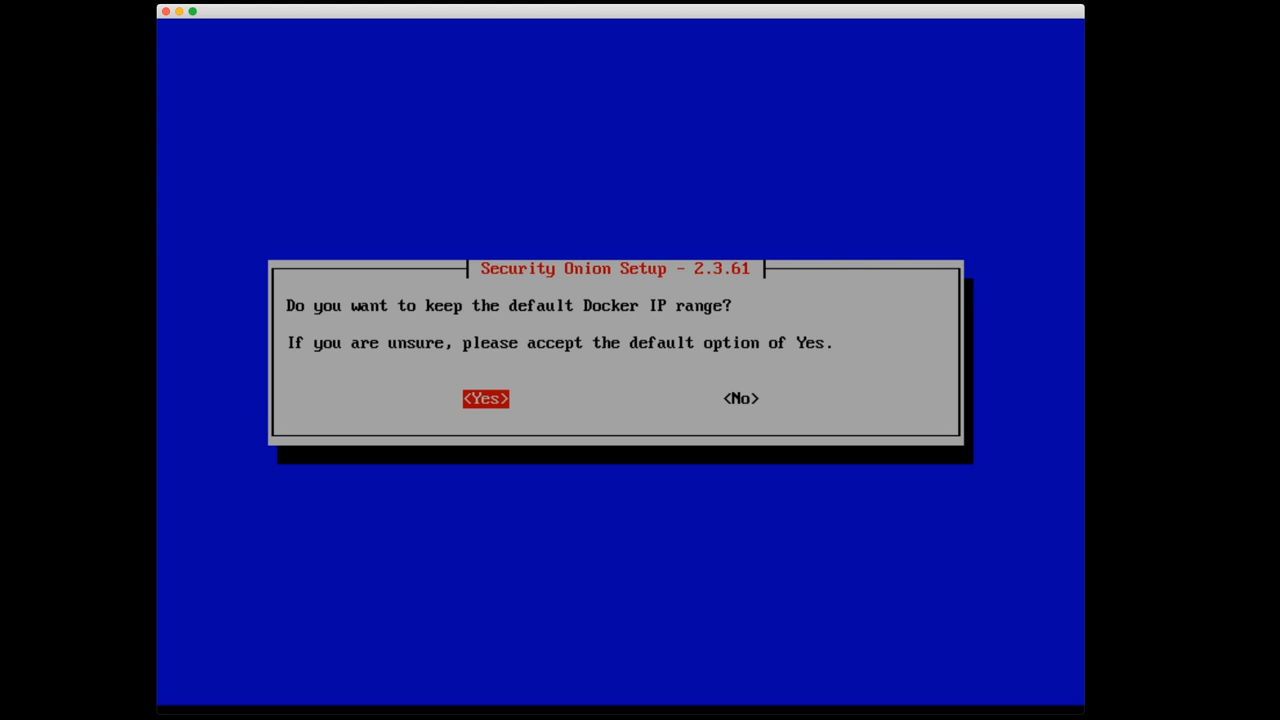 Security Onion Setup - 2.3.61
Do you want to keep the default Docker IP range?
If you are unsure, please accept the default option of Yes.
<Yes> <No>